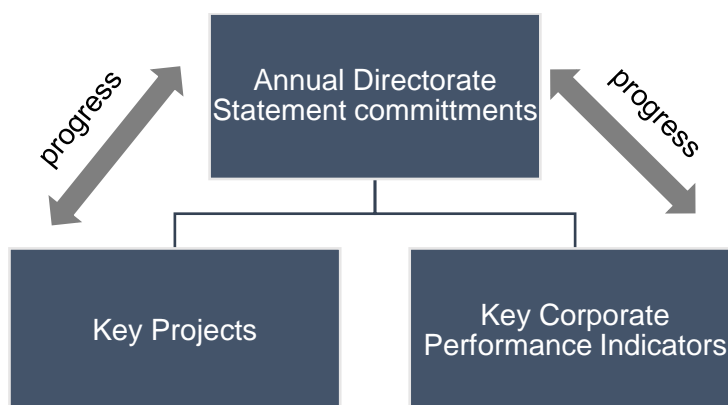 progress
Annual Directorate
Statement committments
progress
Key Projects
Key Corporate
Performance Indicators